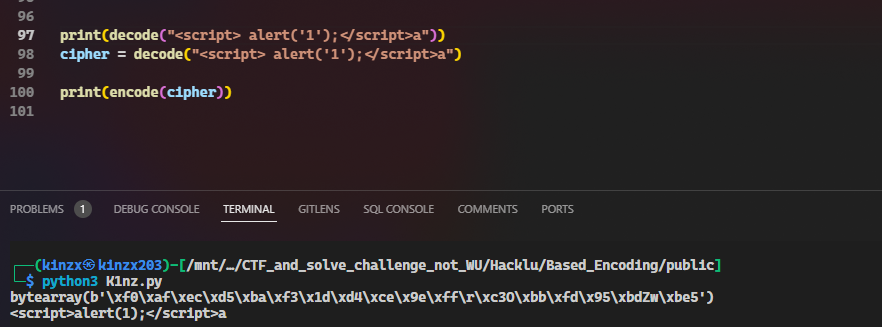 96
97 print(decode("<script> alert('1');</script>a"))
98 cipher = decode("<script> alert('1');</script>a")
99
100 print(encode(cipher))
101
PROBLEMS 1 DEBUG CONSOLE TERMINAL GITLENS SQL CONSOLE COMMENTS PORTS
┌──(kinzx㉿kinzx203)-[/mnt/…/CTF_and_solve_challenge_not_WU/Hacklu/Based_Encoding/public]
└─$ python3 K1nz.py
bytearray(b'\xf0\xaf\xec\xd5\xba\xf3\x1d\xd4\xce\x9e\xff\r\xc3O\xbb\xfd\x95\xbdZw\xbe5')
<script>alert(1);</script>a